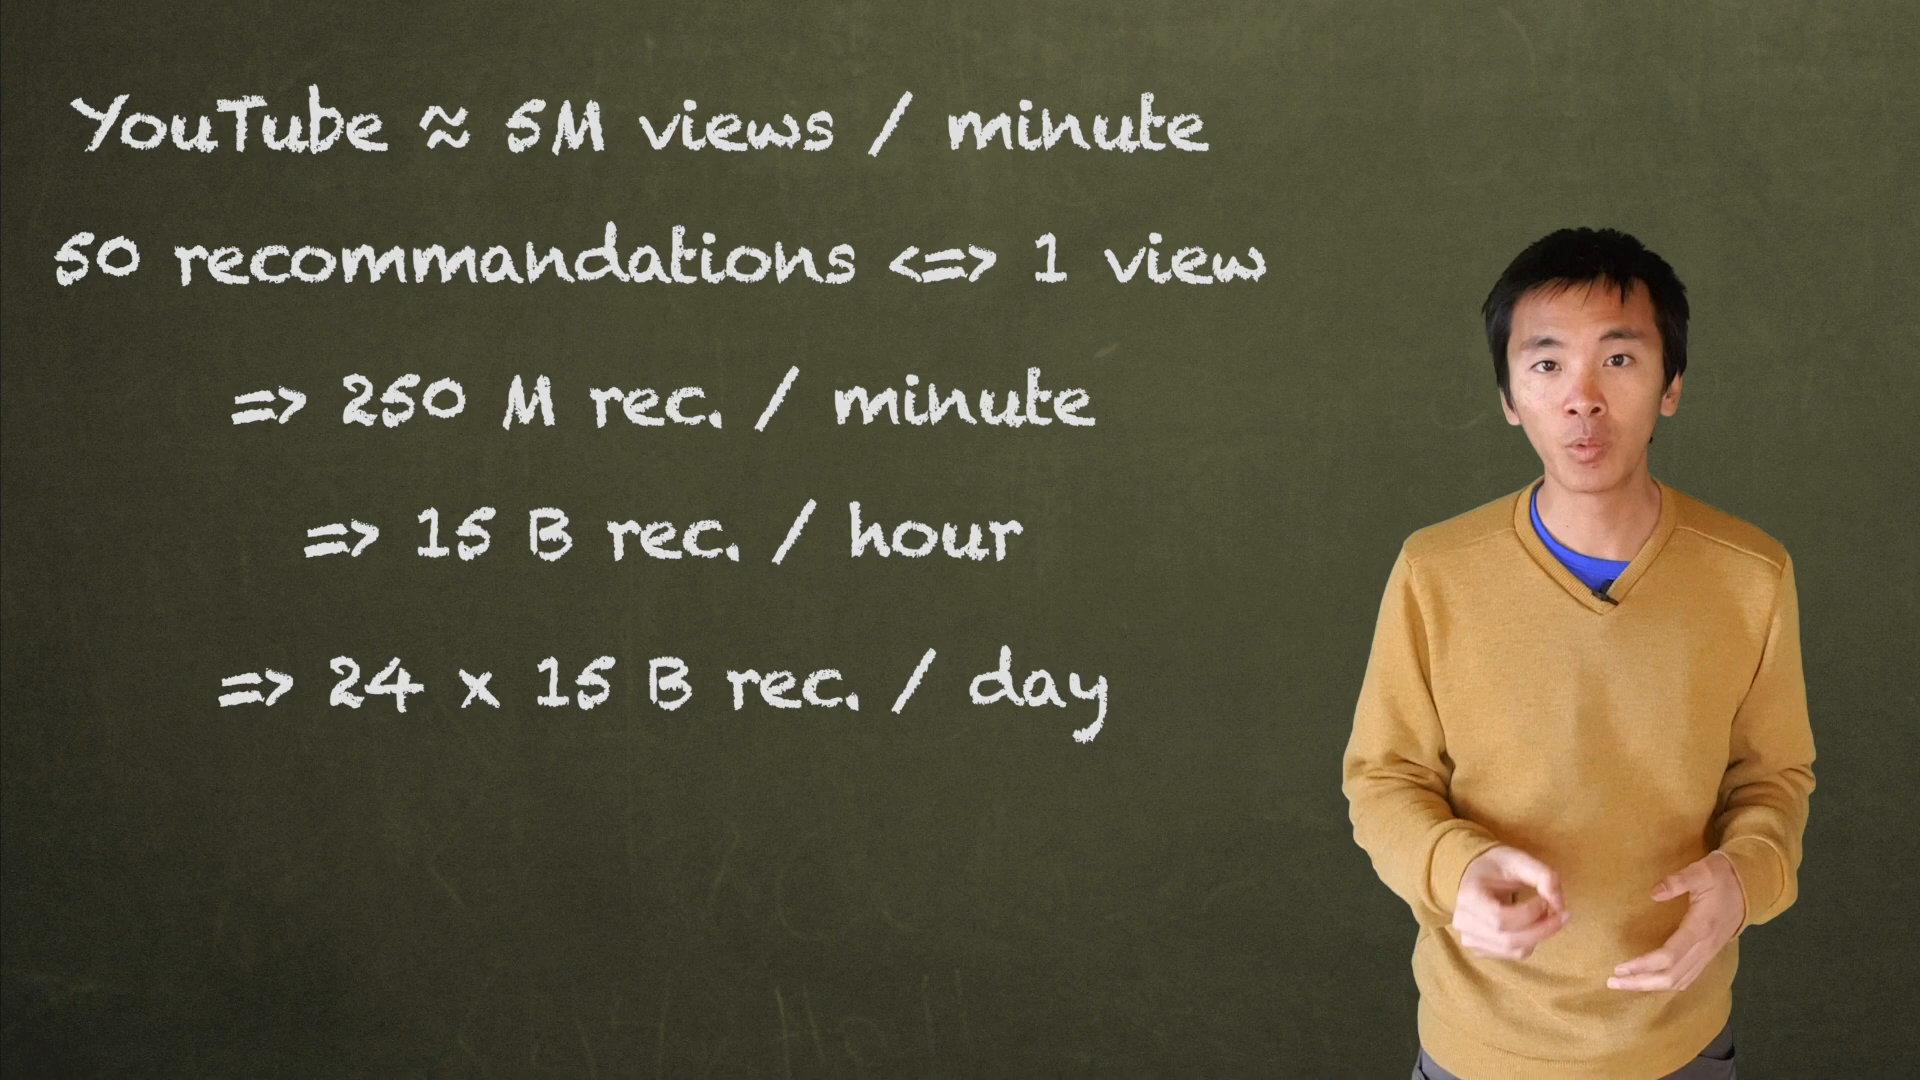 YouTube ≈ 5M views / minute
50 recommandations <=> 1 view
=> 250 M rec. / minute
=> 15 B rec. / hour
=> 24 x 15 B rec. / day